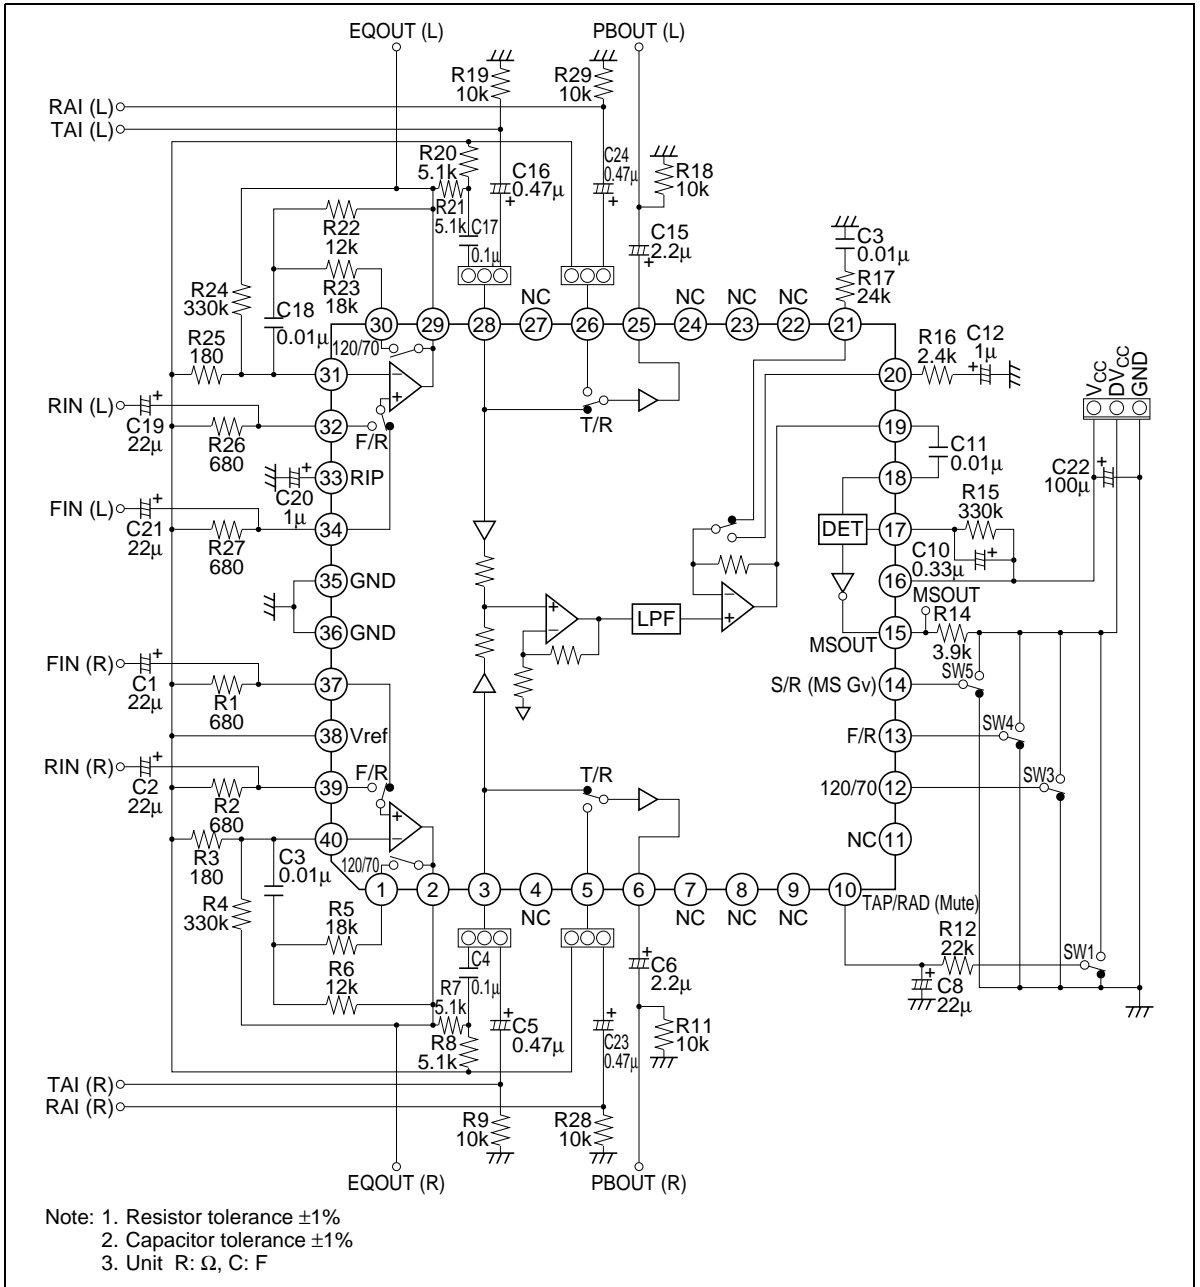 EQOUT (L)
PBOUT (L)
R19
10k
R29
10k
RAI (L)
TAI (L)
R20
5.1k
R21
5.1k
C17
0.1µ
C16
0.47µ
C24
0.47µ
R18
10k
C15
2.2µ
C3
0.01µ
R17
24k
R22
12k
R23
18k
R24
330k
C18
0.01µ
R25
180
30
29
28
27
NC
26
25
24
NC
23
NC
22
NC
21
120/70
31
RIN (L)
C19
22µ
R26
680
32
F/R
T/R
20
R16
2.4k
C12
1µ
VCC
DVCC
GND
19
C11
0.01µ
18
C22
100µ
33
RIP
C20
1µ
FIN (L)
C21
22µ
R27
680
34
DET
17
R15
330k
C10
0.33µ
16
35
GND
36
GND
LPF
MSOUT
R14
3.9k
15
MSOUT
FIN (R)
C1
22µ
R1
680
37
S/R (MS Gv)
14
SW5
38
Vref
F/R
13
SW4
RIN (R)
C2
22µ
R2
680
39
F/R
T/R
120/70
12
SW3
R3
180
40
NC
11
C3
0.01µ
120/70
1
2
3
4
NC
5
6
7
NC
8
NC
9
NC
10
TAP/RAD (Mute)
R4
330k
R5
18k
R6
12k
R7
5.1k
R8
5.1k
C4
0.1µ
C5
0.47µ
C23
0.47µ
C6
2.2µ
R11
10k
R12
22k
C8
22µ
SW1
TAI (R)
RAI (R)
R9
10k
R28
10k
EQOUT (R)
PBOUT (R)
Note: 1. Resistor tolerance ±1%
2. Capacitor tolerance ±1%
3. Unit R: Ω, C: F